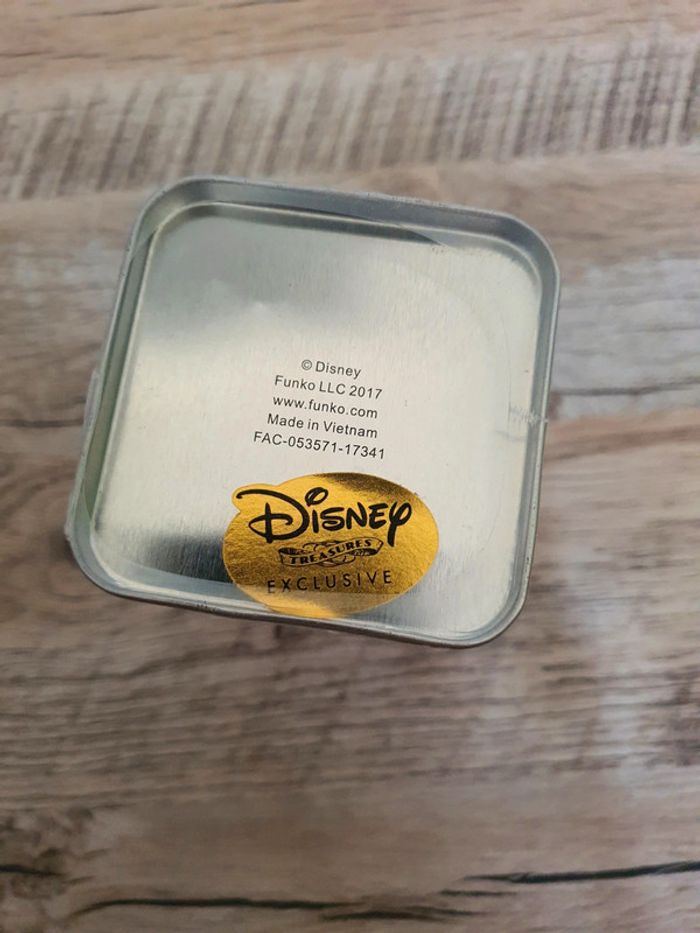 © Disney
Funko LLC 2017
www.funko.com
Made in Vietnam
FAC-053571-17341
Disney
TREASURES
EXCLUSIVE